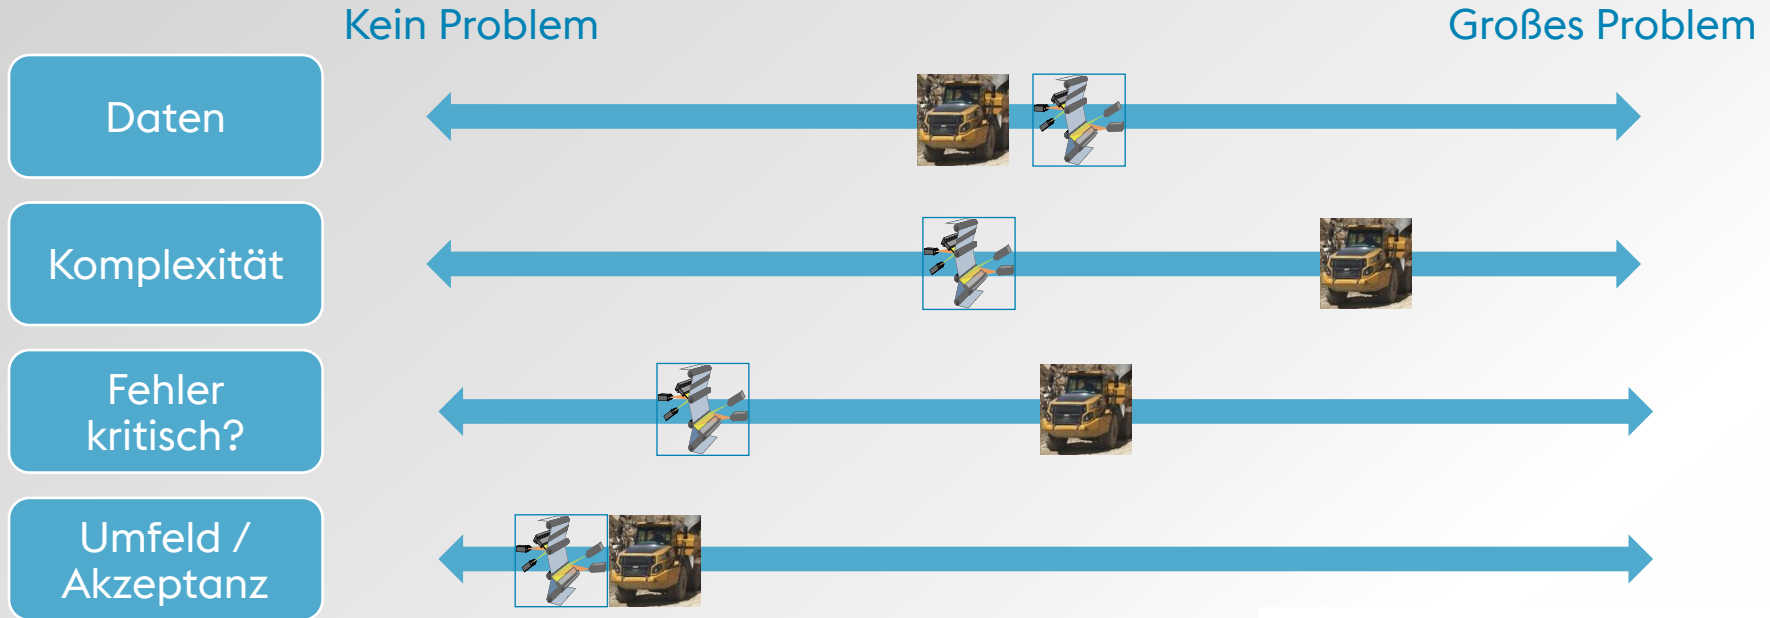 Kein Problem
Großes Problem
Daten
Komplexität
Fehler
kritisch?
Umfeld /
Akzeptanz